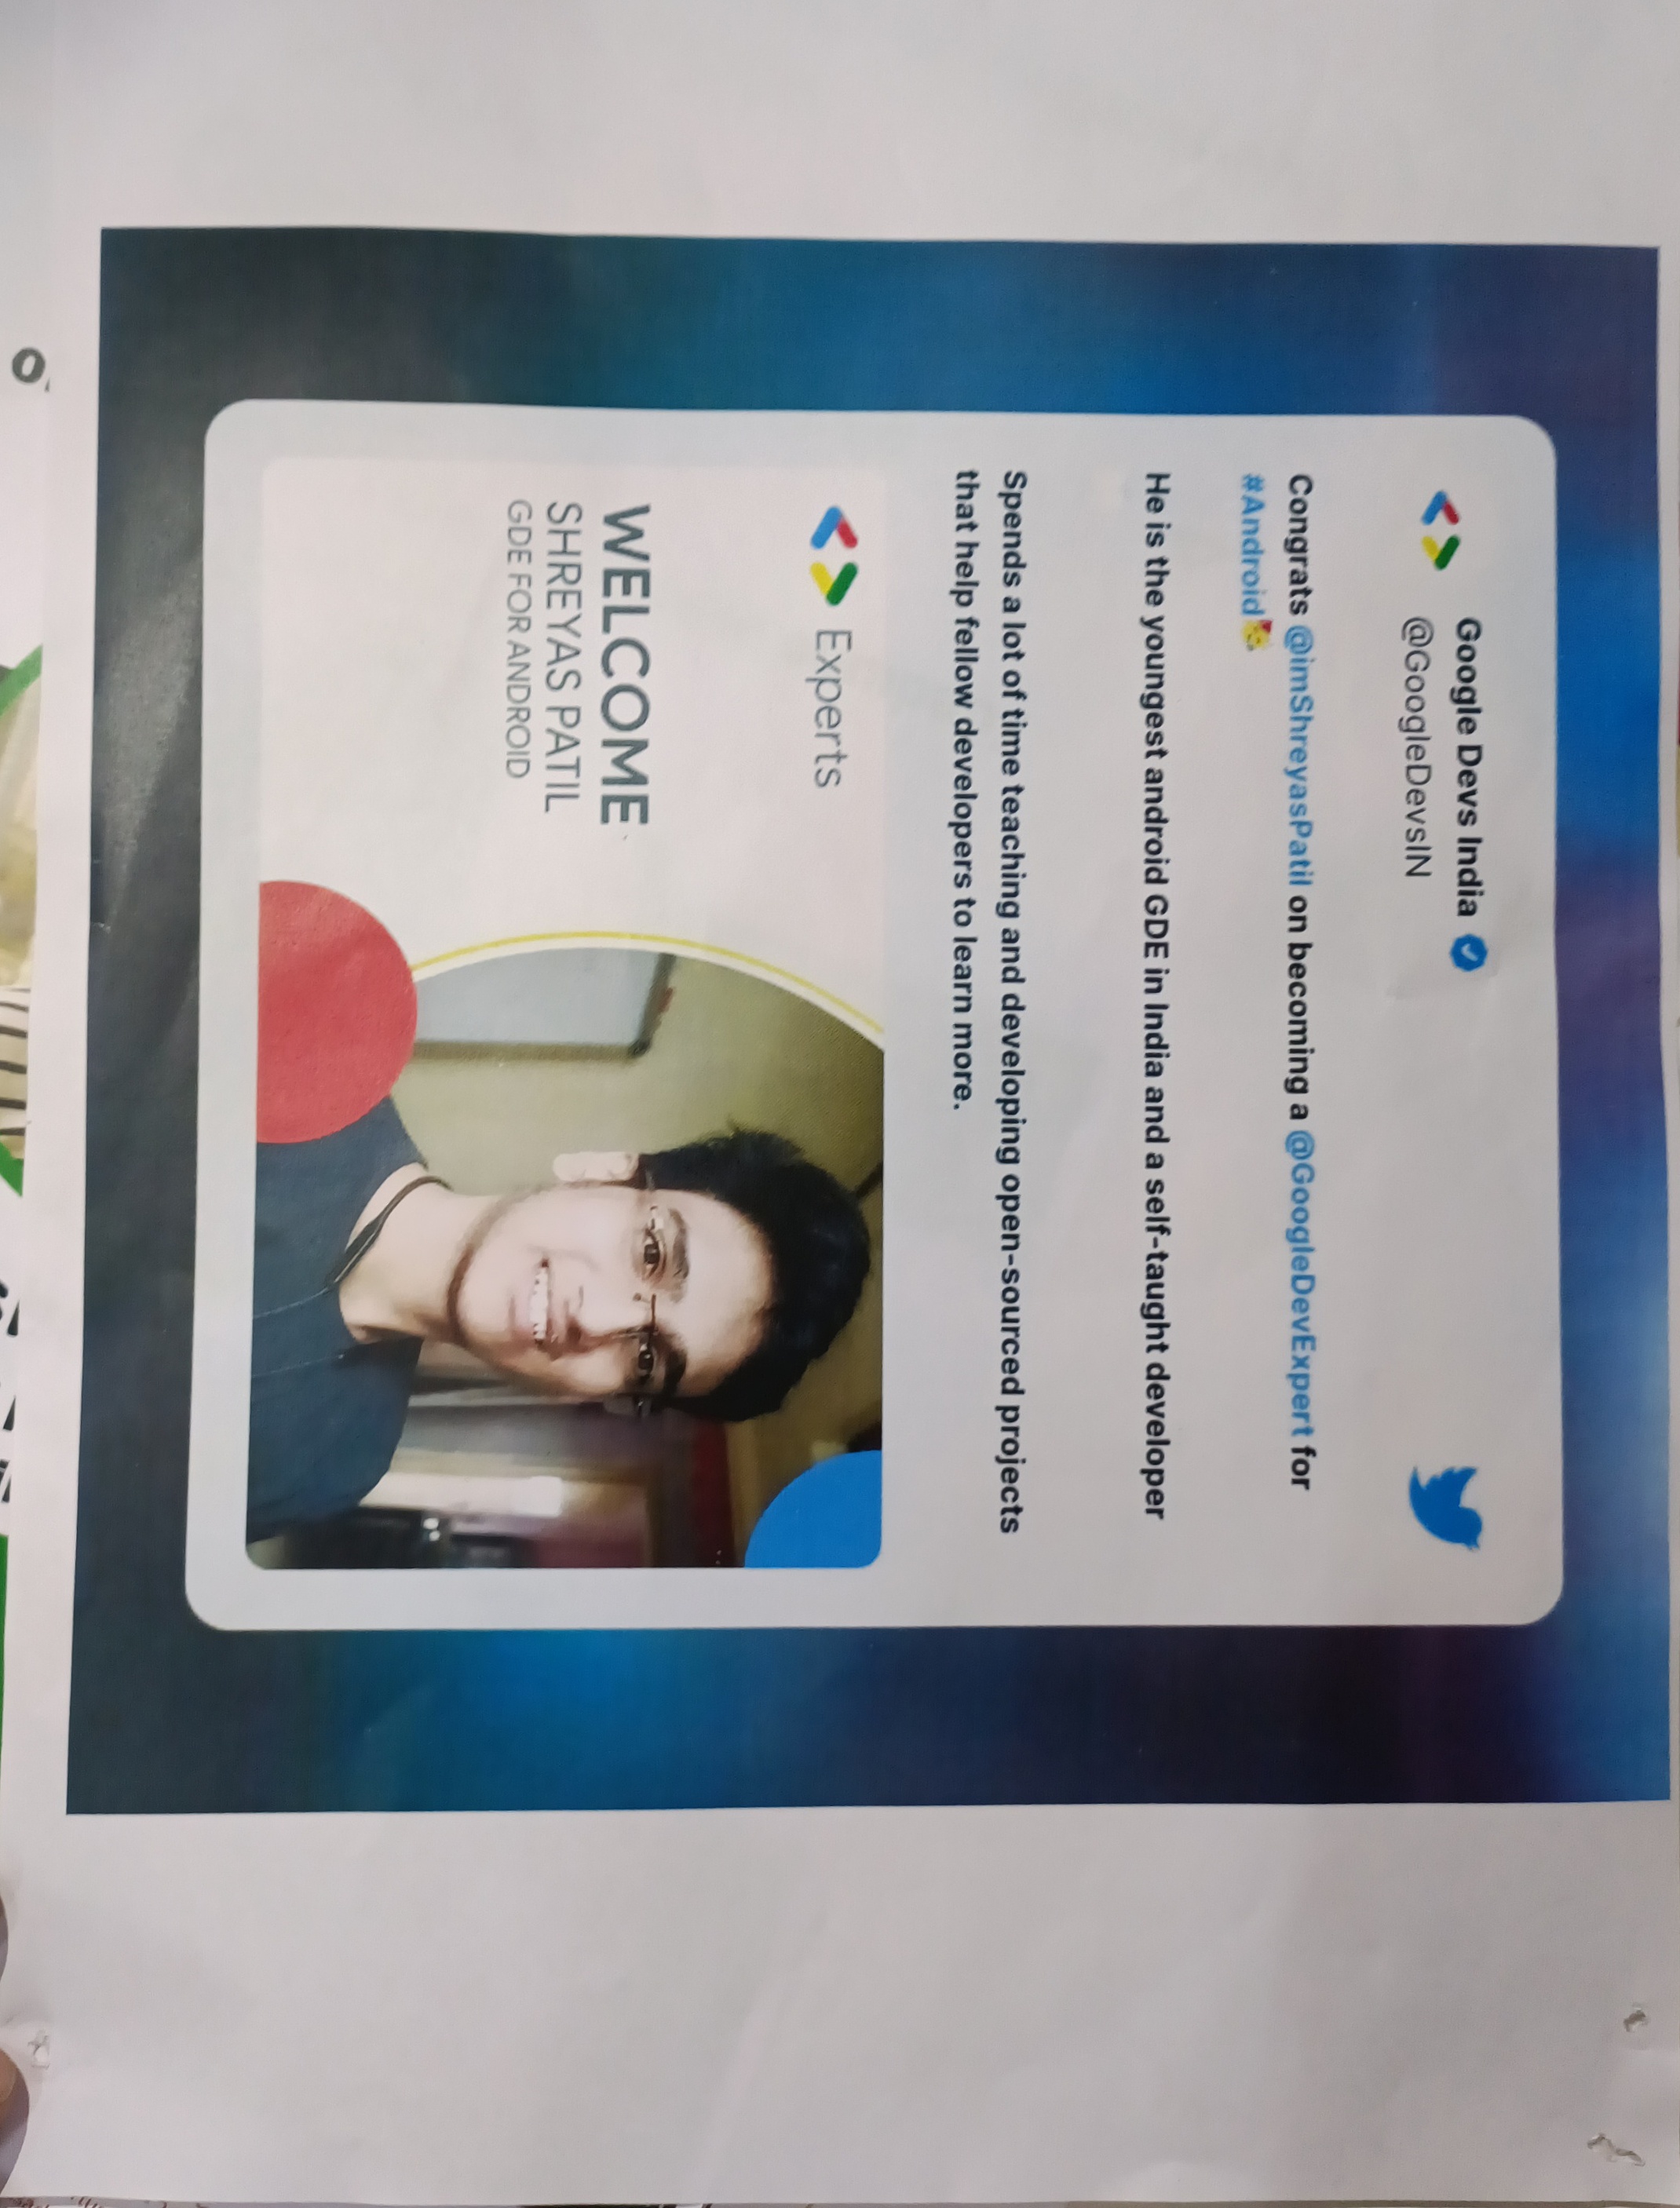 Google Devs India
@GoogleDevsIN
Congrats @imShreyasPatil on becoming a @GoogleDevExpert for
#Android
He is the youngest android GDE in India and a self-taught developer
Spends a lot of time teaching and developing open-sourced projects
that help fellow developers to learn more.
Experts
WELCOME
SHREYAS PATIL
GDE FOR ANDROID